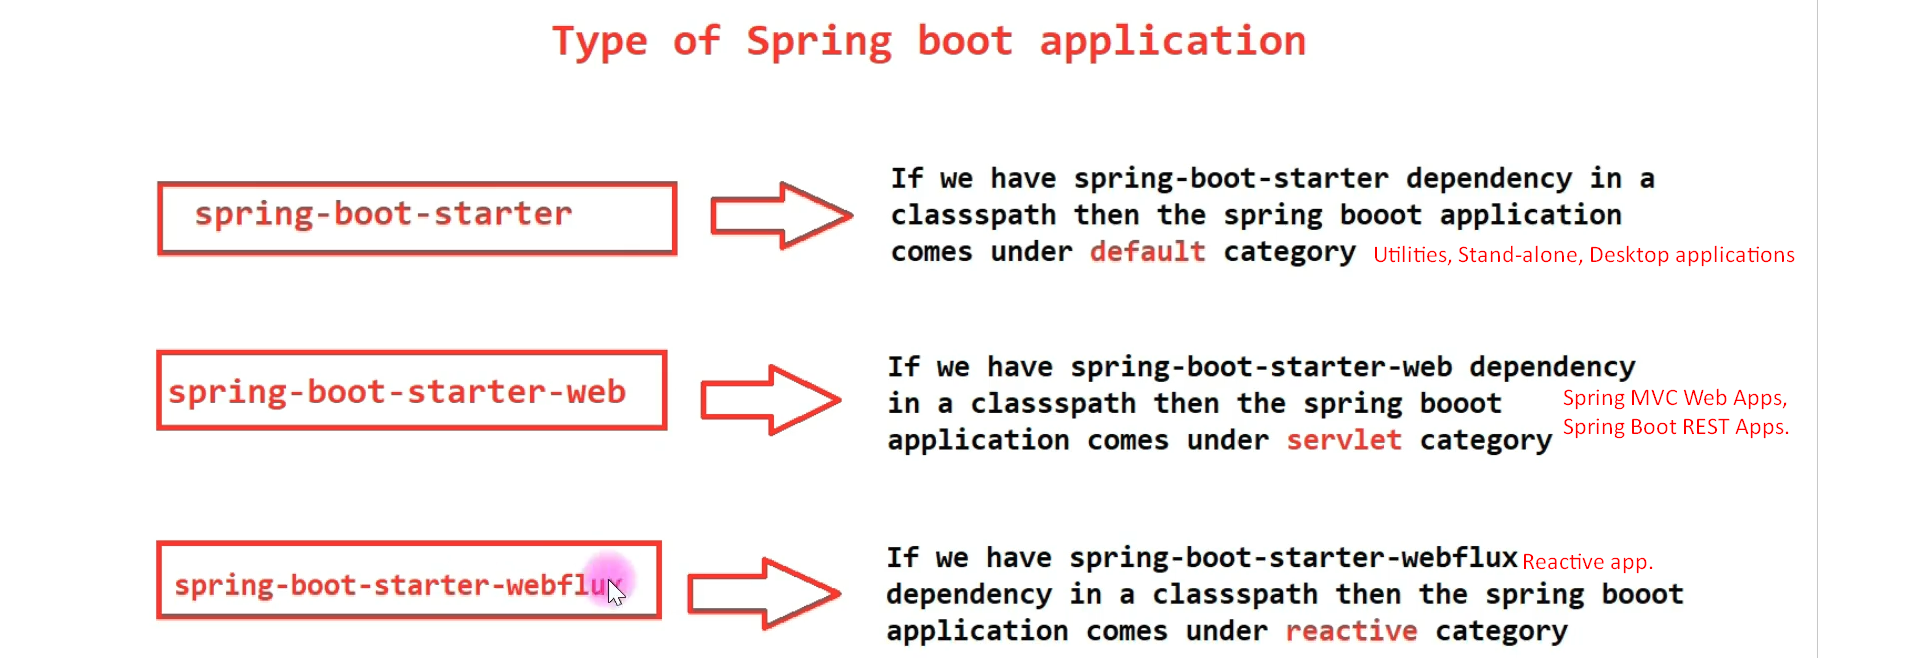 Type of Spring boot application
spring-boot-starter
If we have spring-boot-starter dependency in a
classspath then the spring booot application
comes under default category
Utilities, Stand-alone, Desktop applications
spring-boot-starter-web
If we have spring-boot-starter-web dependency
in a classspath then the spring booot
application comes under servlet category
Spring MVC Web Apps,
Spring Boot REST Apps.
spring-boot-starter-webflux
If we have spring-boot-starter-webflux
Reactive app.
dependency in a classspath then the spring booot
application comes under reactive category